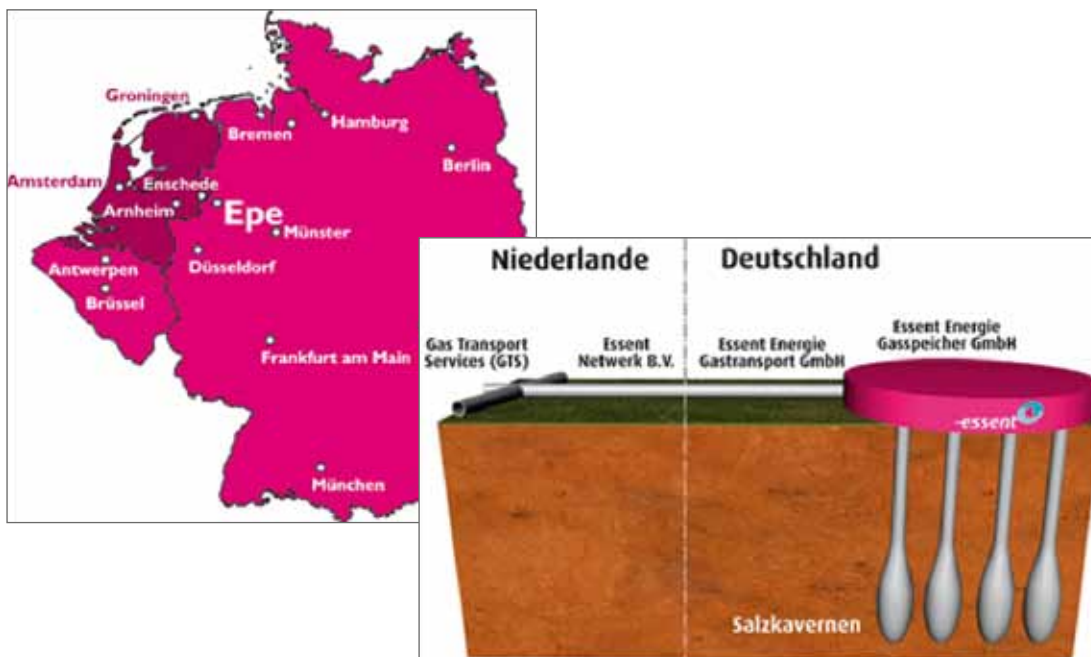 Groningen
Hamburg
Bremen
Berlin
Amsterdam
Enschede
Arnheim
Epe
Münster
Antwerpen
Düsseldorf
Brüssel
Frankfurt am Main
München
Niederlande
Deutschland
Gas Transport
Services (GTS)
Essent
Netwerk B.V.
Essent Energie
Gastransport GmbH
Essent Energie
Gasspeicher GmbH
essent
Salzkavernen